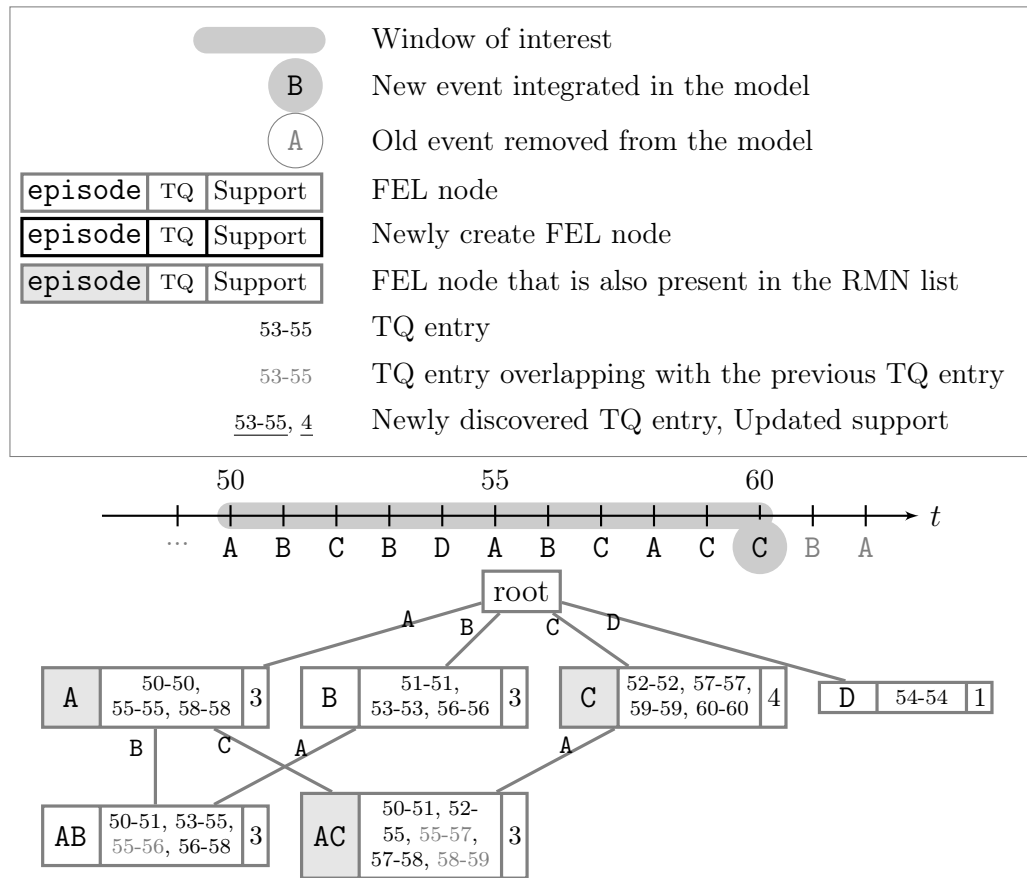 Window of interest
B New event integrated in the model
A Old event removed from the model
episode TQ Support FEL node
episode TQ Support Newly create FEL node
episode TQ Support FEL node that is also present in the RMN list
53-55 TQ entry
53-55 TQ entry overlapping with the previous TQ entry
53-55, 4 Newly discovered TQ entry, Updated support
50 55 60
t
... A B C B D A B C A C C B A
root
A B C D
A 50-50, 55-55, 58-58 3
B 51-51, 53-53, 56-56 3
C 52-52, 57-57, 59-59, 60-60 4
D 54-54 1
B C A A
AB 50-51, 53-55, 55-56, 56-58 3
AC 50-51, 52-55, 55-57, 57-58, 58-59 3